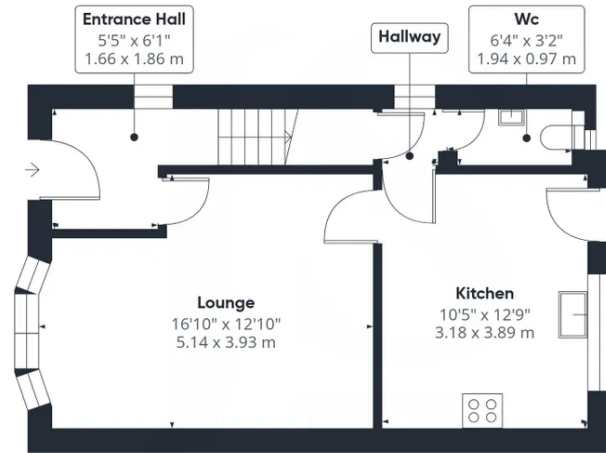 Entrance Hall
5'5" x 6'1"
1.66 x 1.86 m
Hallway
Wc
6'4" x 3'2"
1.94 x 0.97 m
Lounge
16'10" x 12'10"
5.14 x 3.93 m
Kitchen
10'5" x 12'9"
3.18 x 3.89 m